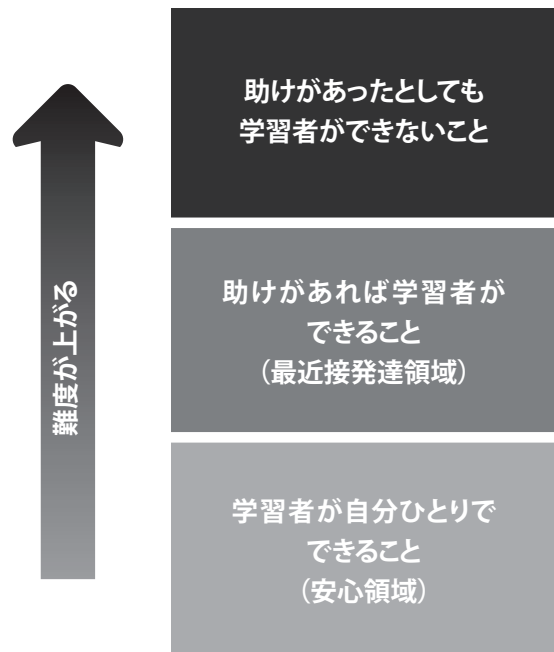 助けがあったとしても
学習者ができないこと
助けがあれば学習者が
できること
（最近接発達領域）
学習者が自分ひとりで
できること
（安心領域）
難度が上がる